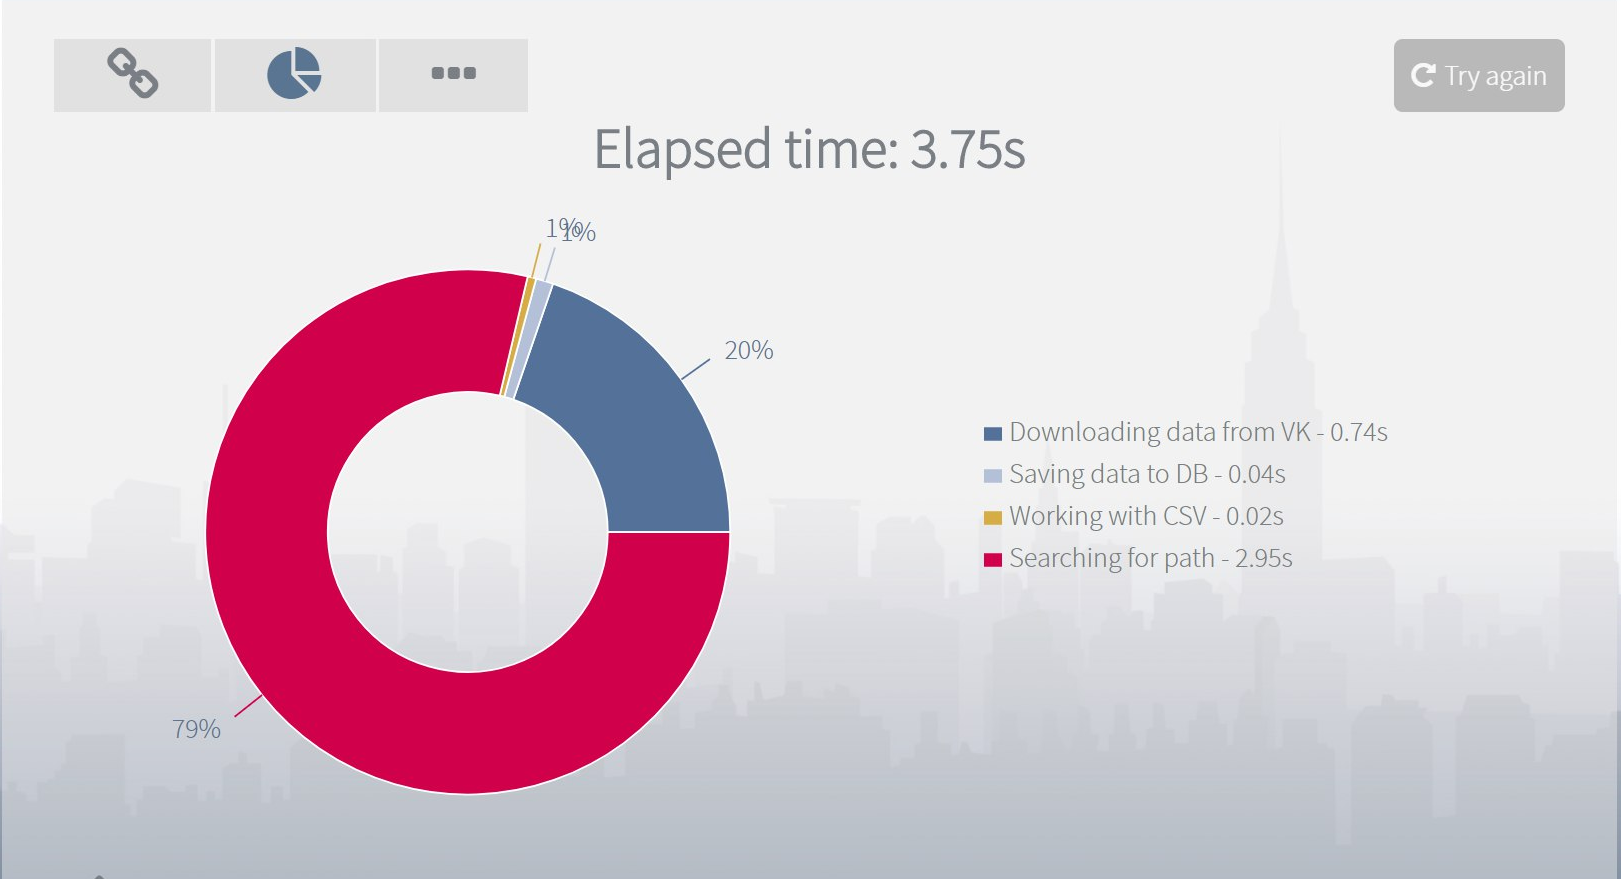 Try again
Elapsed time: 3.75s
1%
1%
20%
Downloading data from VK - 0.74s
Saving data to DB - 0.04s
Working with CSV - 0.02s
Searching for path - 2.95s
79%